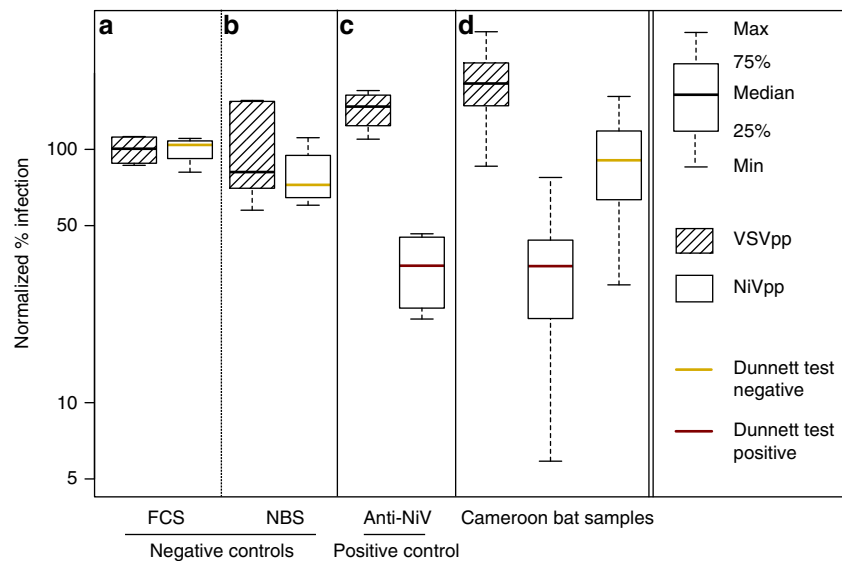 a
b
c
d
Normalized % infection
100
50
10
5
FCS
NBS
Anti-NiV
Cameroon bat samples
Negative controls
Positive control
Max
75%
Median
25%
Min
VSVpp
NiVpp
Dunnett test
negative
Dunnett test
positive